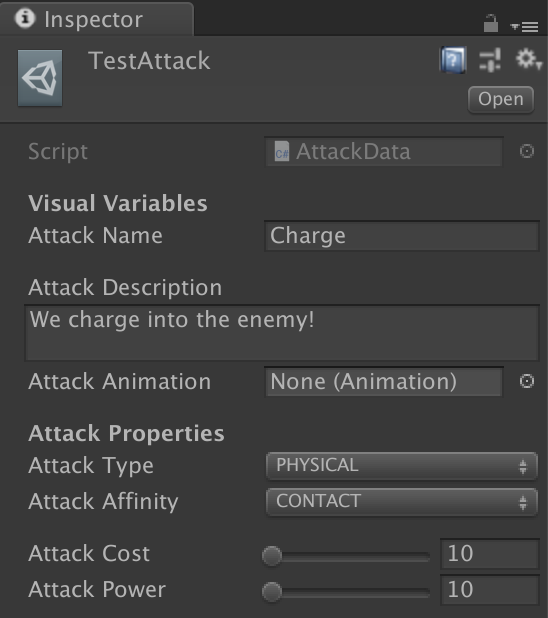 Inspector
TestAttack
Open
Script C# AttackData
Visual Variables
Attack Name Charge
Attack Description
We charge into the enemy!
Attack Animation None (Animation)
Attack Properties
Attack Type PHYSICAL
Attack Affinity CONTACT
Attack Cost 10
Attack Power 10